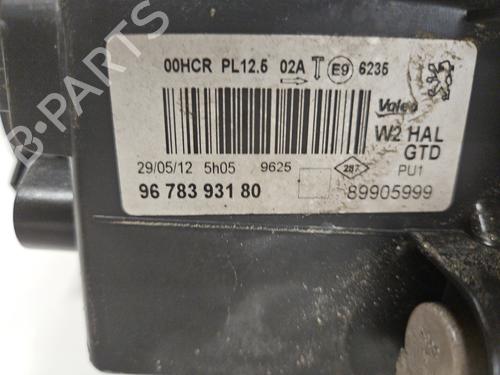 00HCR PL12.5 02A T E9 6235
Valeo
W2 HAL
GTD
29/05/12 5h05 9625 287 PU1
96 783 931 80 89905999
B-PARTS